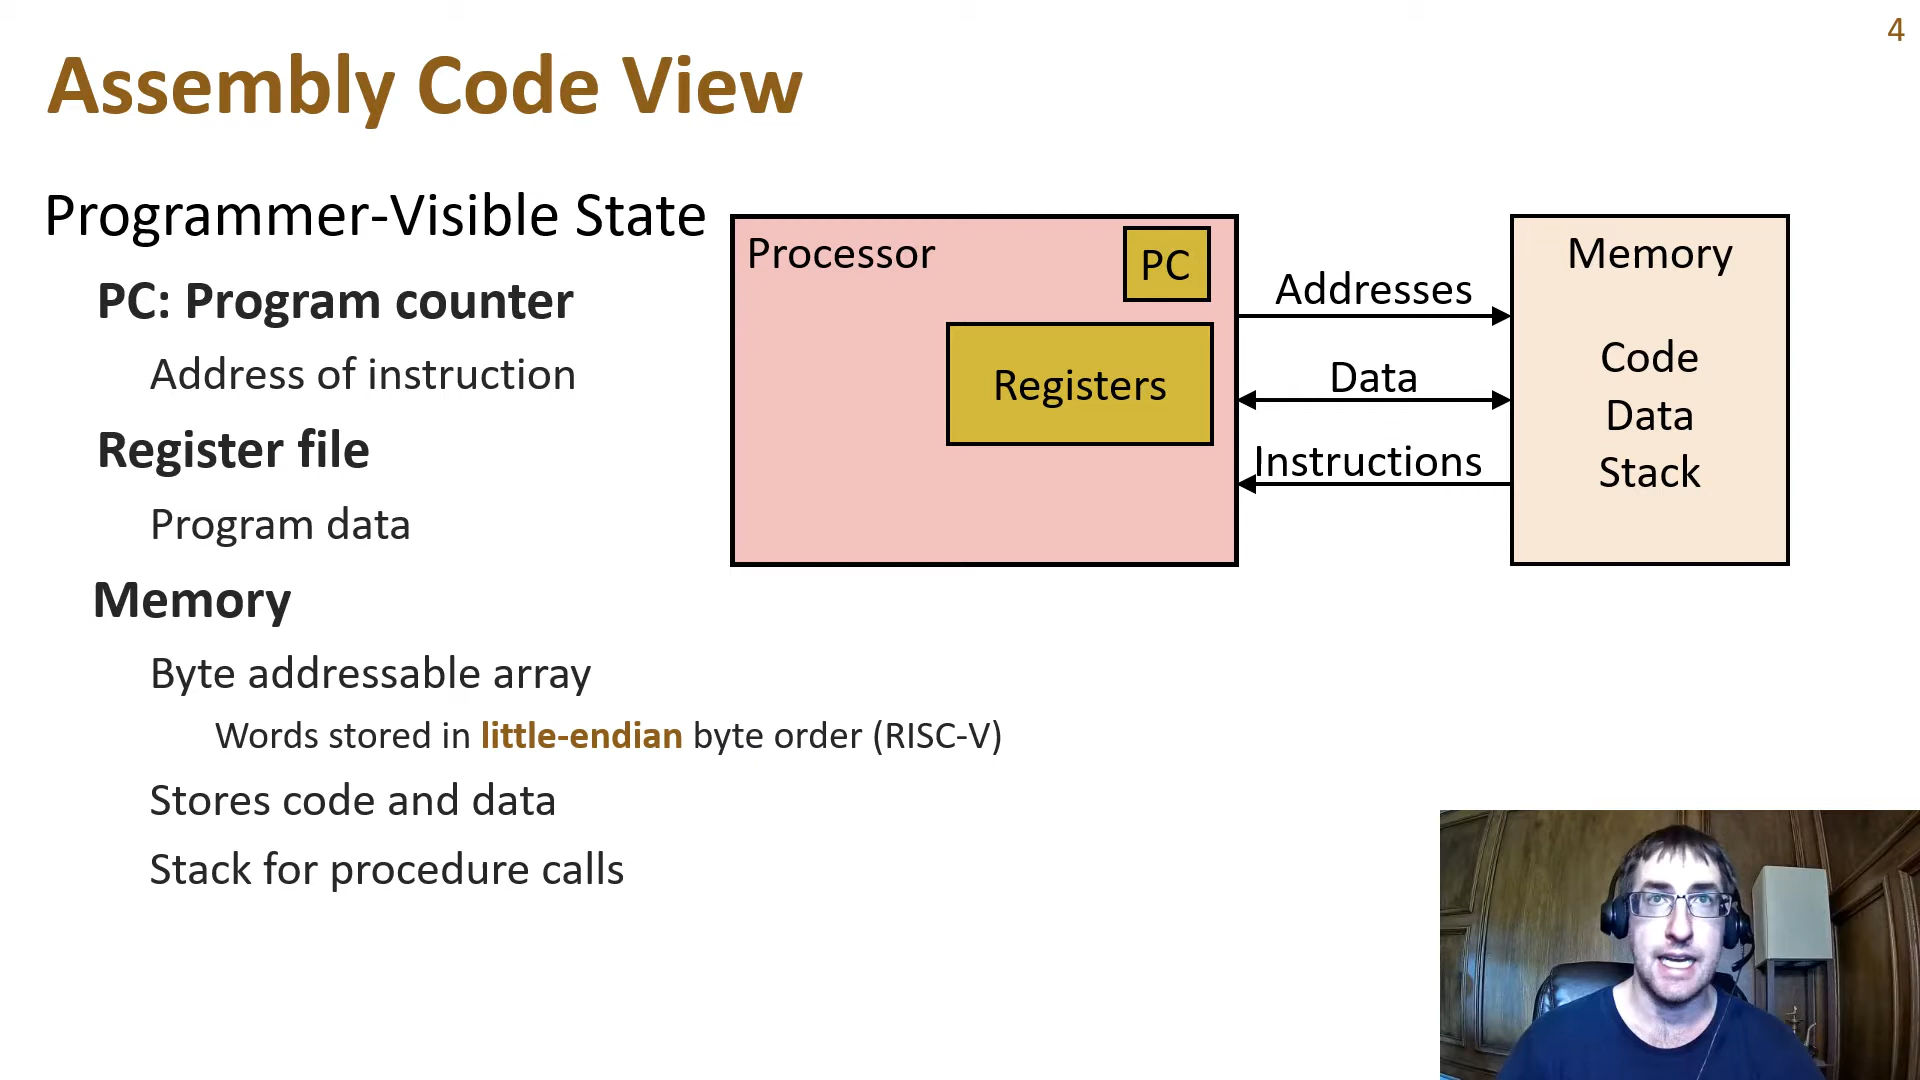 4
Assembly Code View
Programmer-Visible State
PC: Program counter
Address of instruction
Register file
Program data
Memory
Byte addressable array
Words stored in little-endian byte order (RISC-V)
Stores code and data
Stack for procedure calls
Processor
PC
Registers
Addresses
Data
Instructions
Memory
Code
Data
Stack